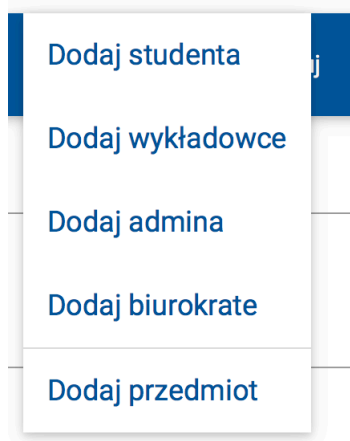 Dodaj studenta
Dodaj wykładowce
Dodaj admina
Dodaj biurokrate
Dodaj przedmiot